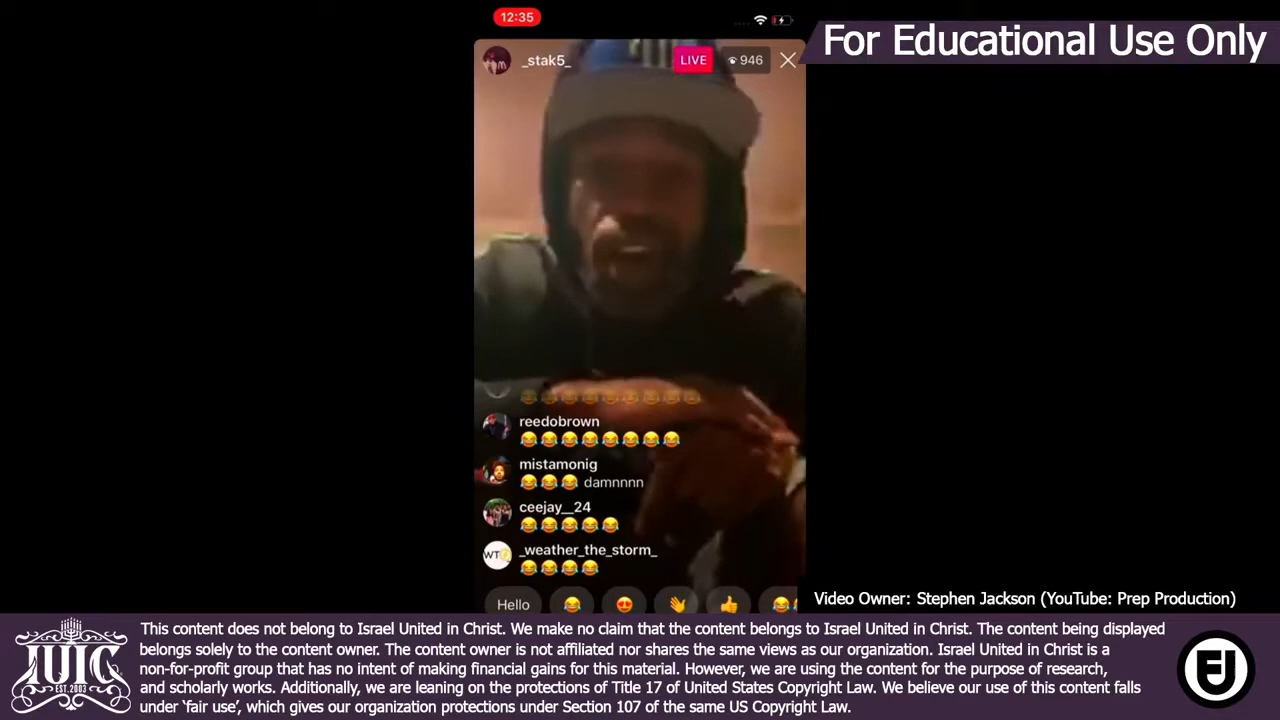 12:35
For Educational Use Only
_stak5_
LIVE
946
reedobrown
mistamonig
damnnnn
ceejay__24
WT
_weather_the_storm_
Hello
Video Owner: Stephen Jackson (YouTube: Prep Production)
This content does not belong to Israel United in Christ. We make no claim that the content belongs to Israel United in Christ. The content being displayed
belongs solely to the content owner. The content owner is not affiliated nor shares the same views as our organization. Israel United in Christ is a
non-for-profit group that has no intent of making financial gains for this material. However, we are using the content for the purpose of research,
and scholarly works. Additionally, we are leaning on the protections of Title 17 of United States Copyright Law. We believe our use of this content falls
under ‘fair use’, which gives our organization protections under Section 107 of the same US Copyright Law.
IUIC
EST. 2003